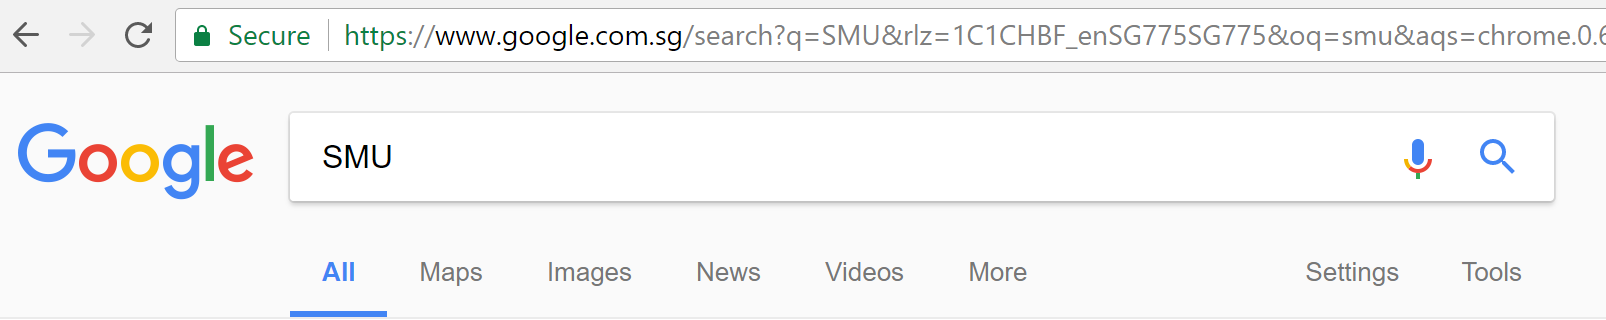 Secure https://www.google.com.sg/search?q=SMU&rlz=1C1CHBF_enSG775SG775&oq=smu&aqs=chrome.0.6
Google SMU
All Maps Images News Videos More Settings Tools